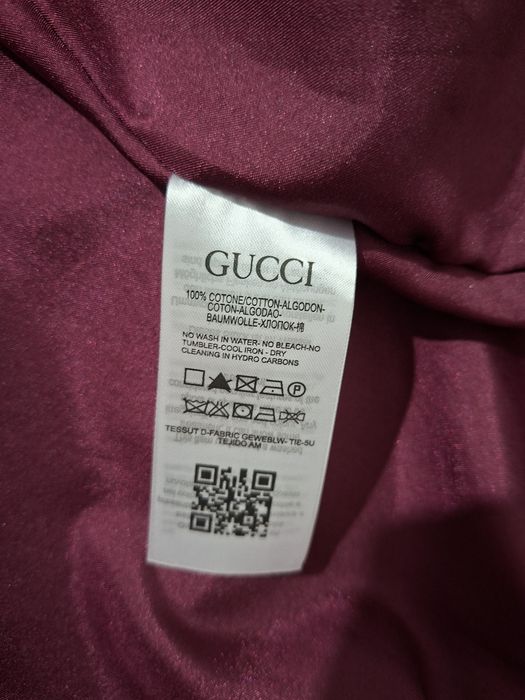 GUCCI
100% COTONE/COTTON-ALGODON-
COTON-ALGODAO-
BAUMWOLLE-ХЛОПОК-棉
NO WASH IN WATER- NO BLEACH-NO
TUMBLER-COOL IRON - DRY
CLEANING IN HYDRO CARBONS
P
TESSUT D-FABRIC GEWEBLW- TIE-5U
TEJIDO AM